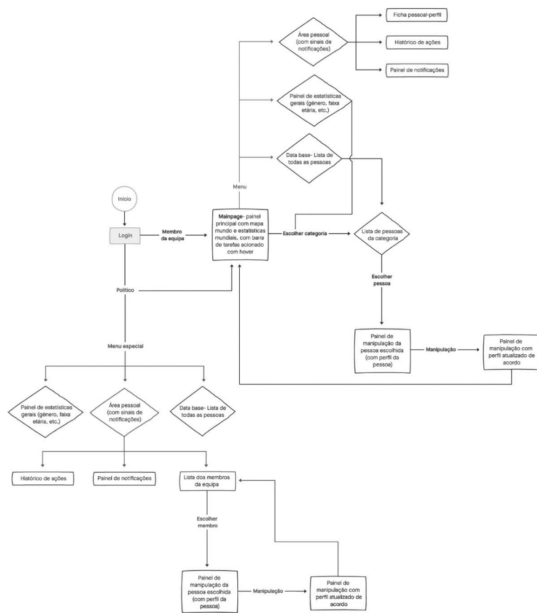 Ficha pessoal-perfil
Área pessoal
(com sinais de
notificações)
Histórico de ações
Painel de notificações
Painel de estatísticas
gerais (género, faixa
etária, etc.)
Data base- Lista de
todas as pessoas
Menu
Início
Login
Membro
da equipa
Mainpage- painel
principal com mapa
mundo e estatísticas
mundiais, com barra
de tarefas acionado
com hover
Escolher categoria
Lista de pessoas
da categoria
Político
Escolher
pessoa
Painel de
manipulação da
pessoa escolhida
(com perfil da
pessoa)
Manipulação
Painel de
manipulação com
perfil atualizado de
acordo
Menu especial
Painel de estatísticas
gerais (género, faixa
etária, etc.)
Área pessoal
(com sinais de
notificações)
Data base- Lista de
todas as pessoas
Histórico de ações
Painel de notificações
Lista dos membros
da equipa
Escolher
membro
Painel de
manipulação da
pessoa escolhida
(com perfil da
pessoa)
Manipulação
Painel de
manipulação com
perfil atualizado de
acordo